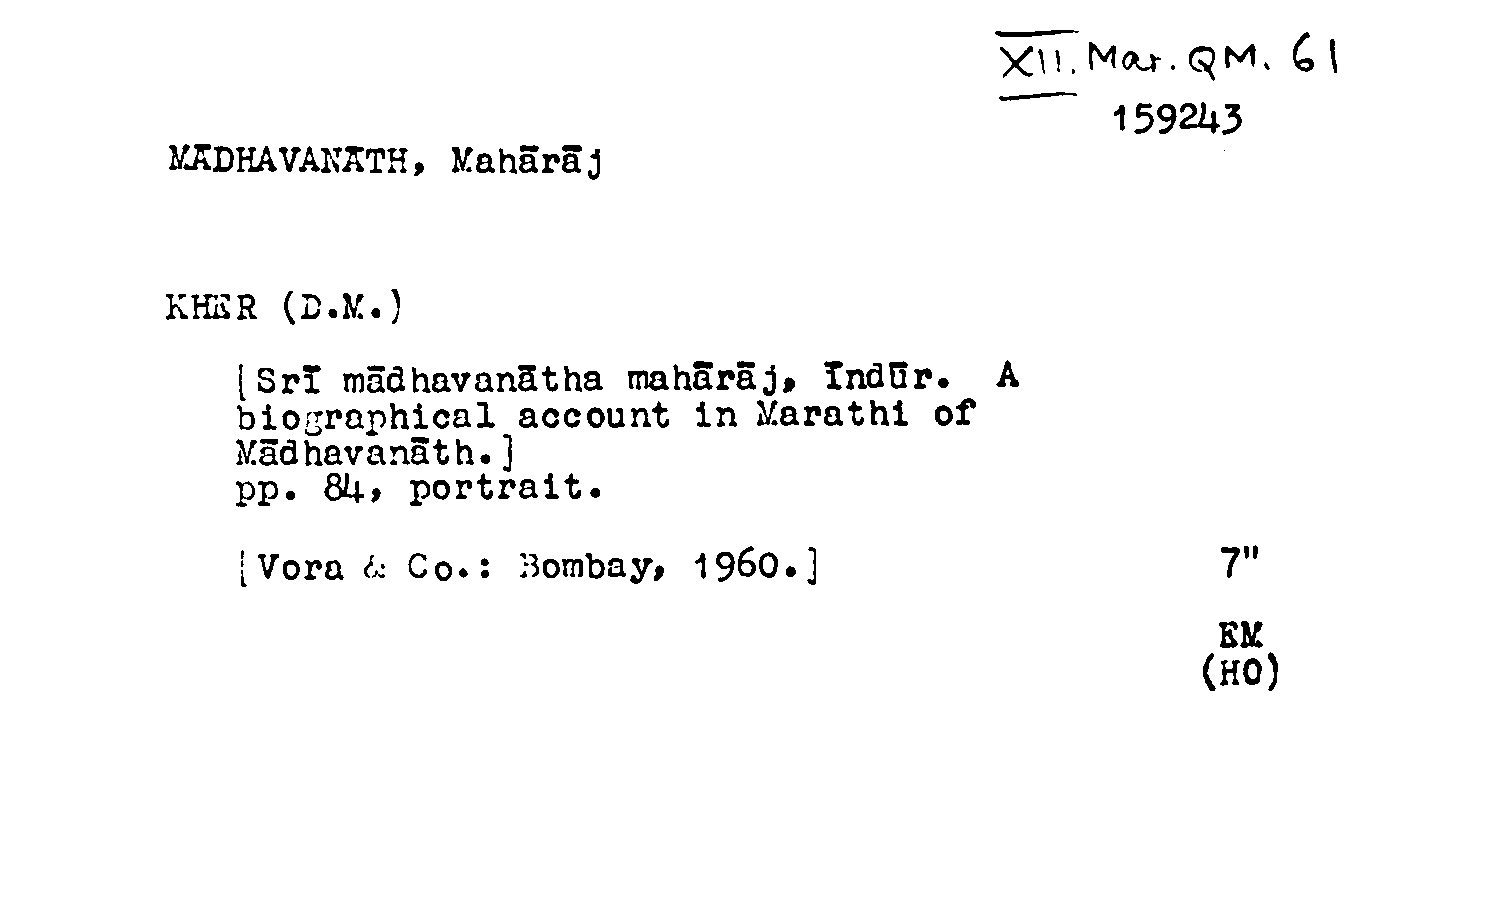 XII. Mar. QM. 61
159243
MĀDHAVANĀTH, Mahārāj
KHER (D.M.)
[Srī mādhavanātha mahārāj, Īndūr. A
biographical account in Marathi of
Mādhavanāth.]
pp. 84, portrait.
[Vora & Co.: Bombay, 1960.] 7"
EM
(HO)